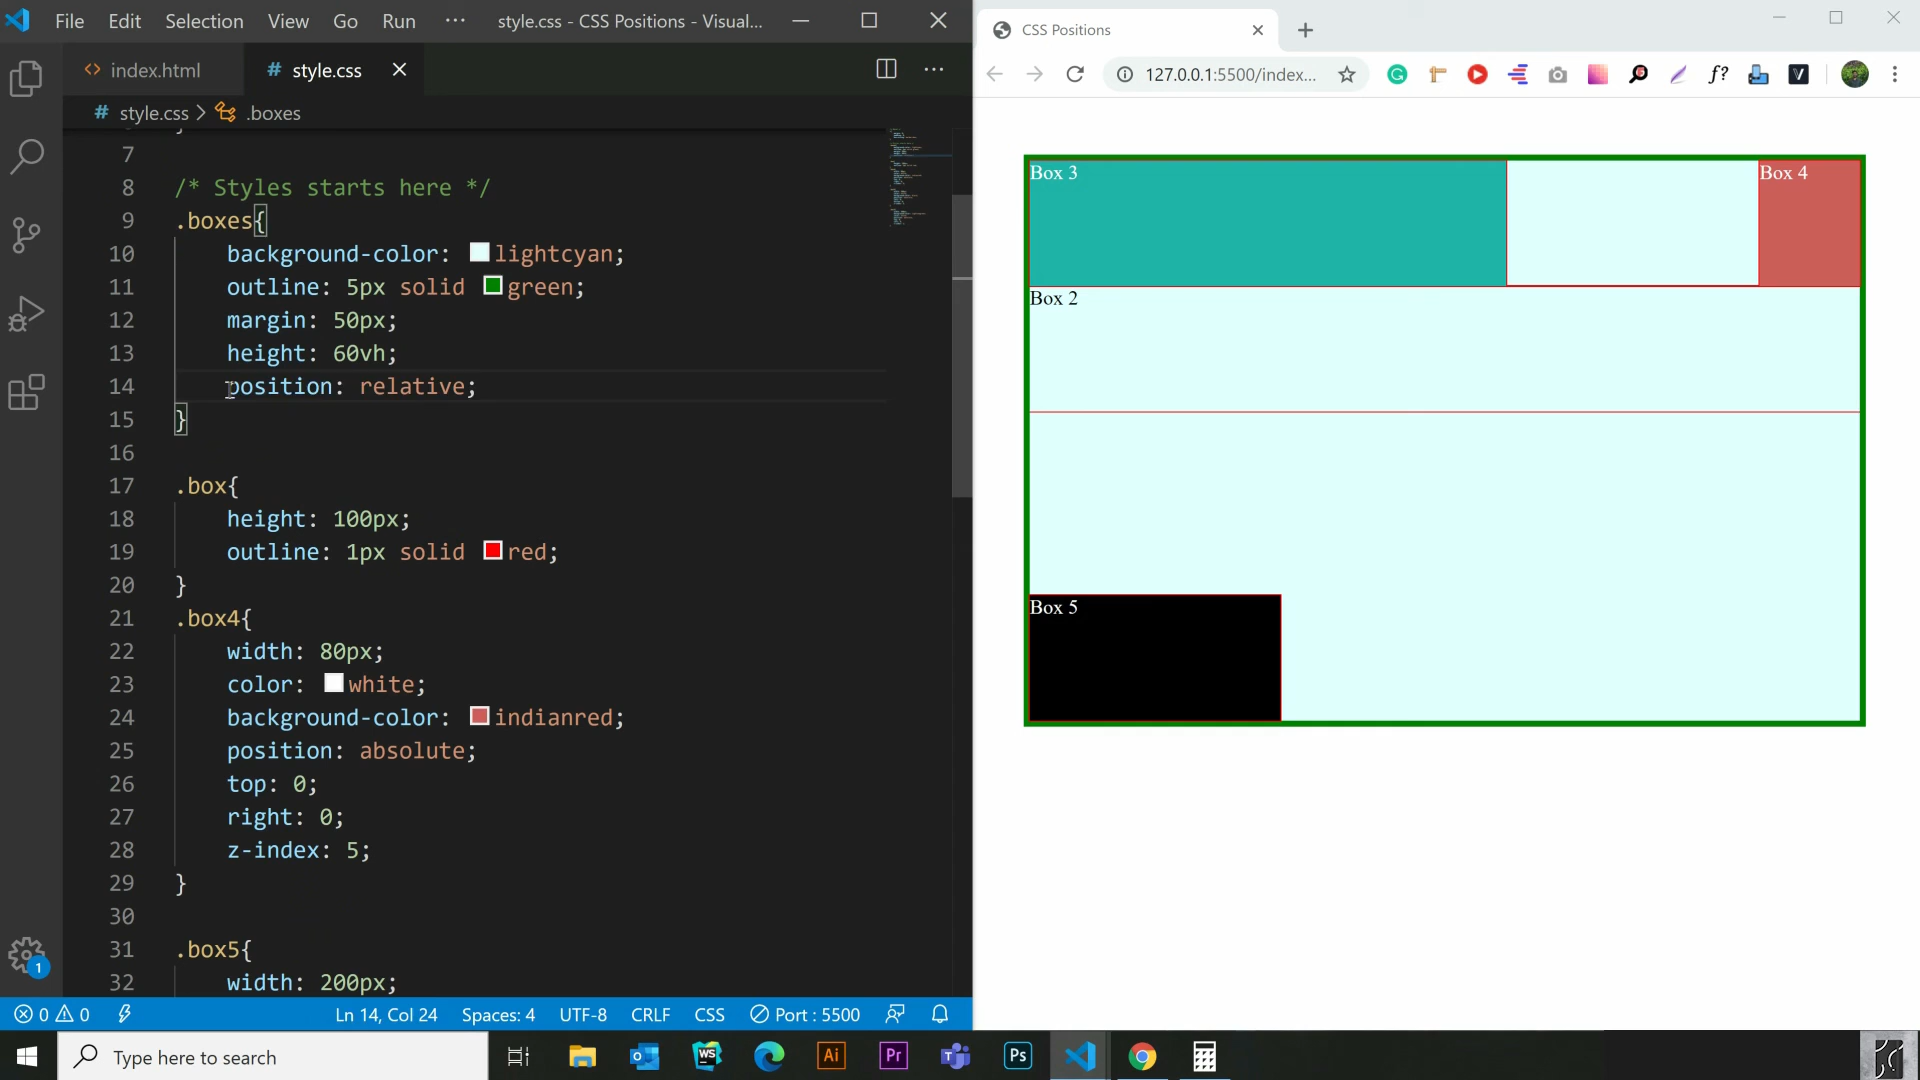 File Edit Selection View Go Run ··· style.css - CSS Positions - Visual...
index.html # style.css
# style.css > .boxes
7
8 /* Styles starts here */
9 .boxes{
10 background-color: lightcyan;
11 outline: 5px solid green;
12 margin: 50px;
13 height: 60vh;
14 position: relative;
15 }
16
17 .box{
18 height: 100px;
19 outline: 1px solid red;
20 }
21 .box4{
22 width: 80px;
23 color: white;
24 background-color: indianred;
25 position: absolute;
26 top: 0;
27 right: 0;
28 z-index: 5;
29 }
30
31 .box5{
32 width: 200px;
1
0 0 Ln 14, Col 24 Spaces: 4 UTF-8 CRLF CSS Port : 5500
CSS Positions
127.0.0.1:5500/index...
f?
V
Box 3
Box 4
Box 2
Box 5
Type here to search
WS
Ai
Pr
Ps